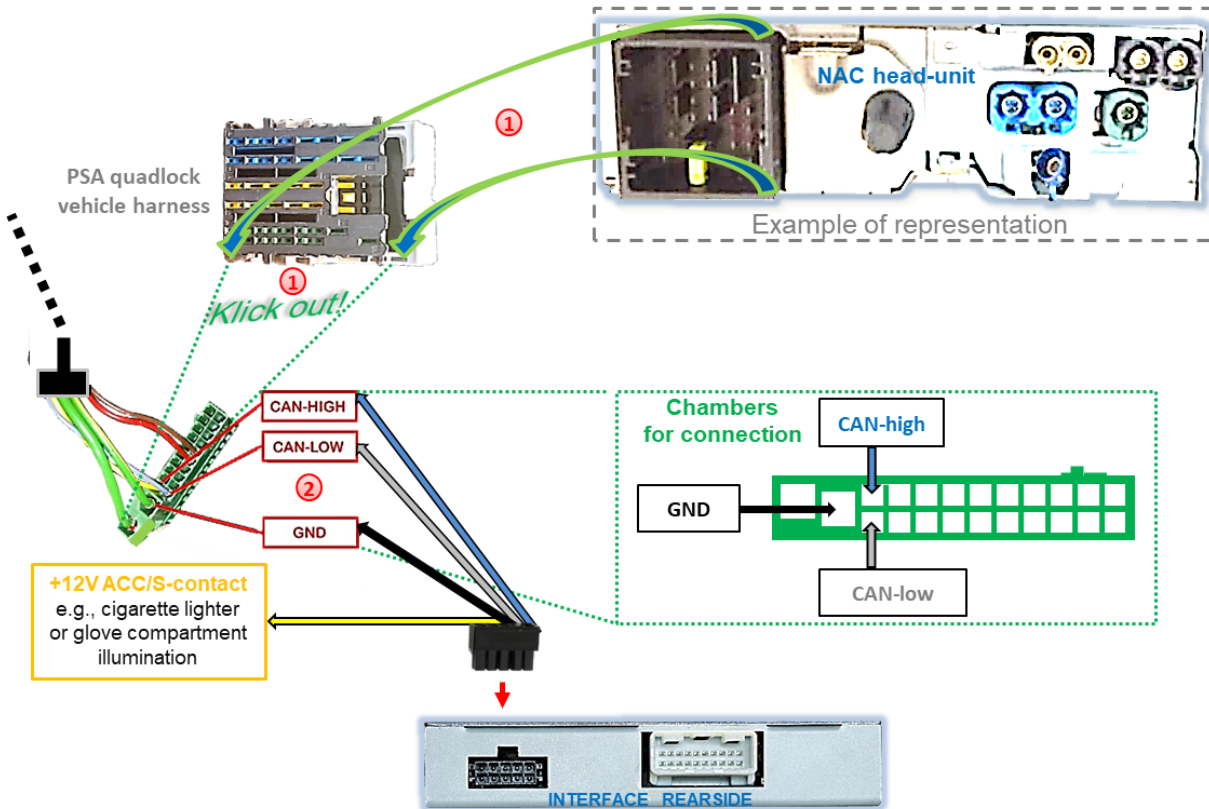 NAC head-unit
Example of representation
1
PSA quadlock
vehicle harness
1
Klick out!
CAN-HIGH
CAN-LOW
2
GND
Chambers
for connection
CAN-high
GND
CAN-low
+12V ACC/S-contact
e.g., cigarette lighter
or glove compartment
illumination
INTERFACE REARSIDE